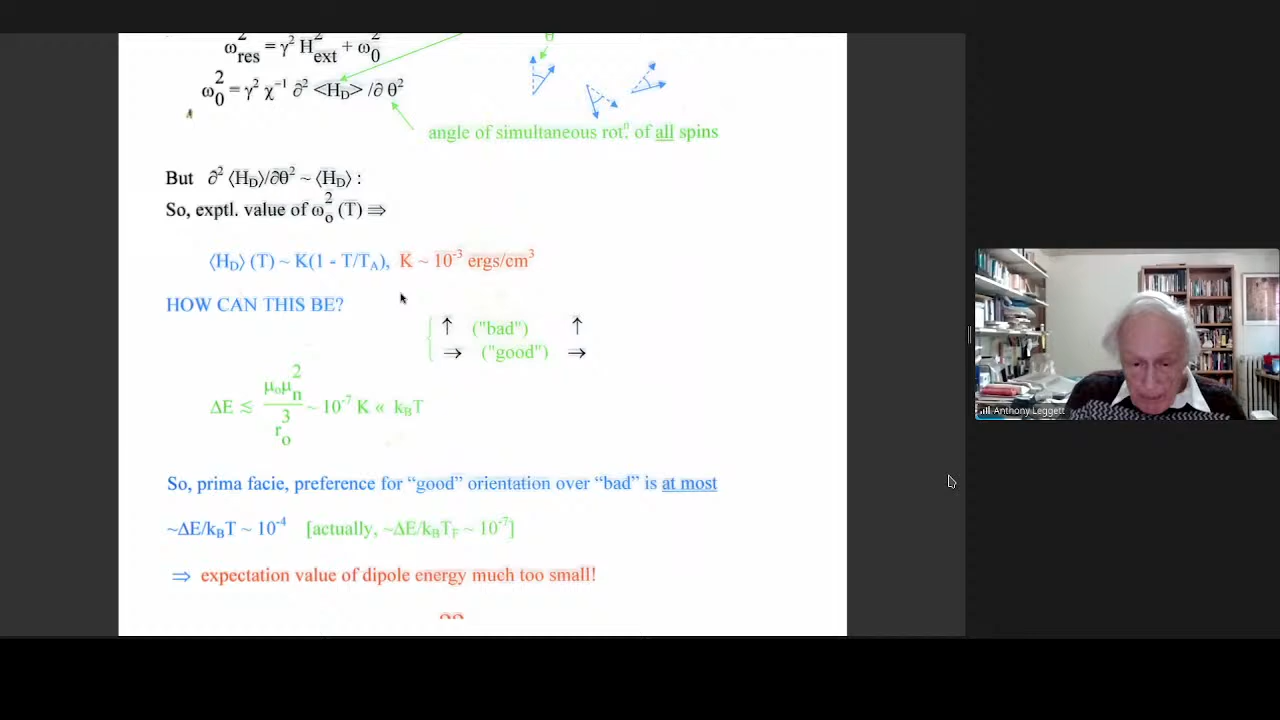 ω²res = γ² H²ext + ω²0
θ
ω²0 = γ² χ⁻¹ ∂² <HD> /∂ θ²
angle of simultaneous rotⁿ. of all spins
But ∂² ⟨HD⟩/∂θ² ~ ⟨HD⟩ :
So, exptl. value of ω²o (T) ⇒
⟨HD⟩ (T) ~ K(1 - T/TA), K ~ 10⁻³ ergs/cm³
HOW CAN THIS BE?
↑ ("bad") ↑
→ ("good") → 
ΔE ≲ μoμn²/ro³ ~ 10⁻⁷ K « kBT
So, prima facie, preference for “good” orientation over “bad” is at most
~ΔE/kBT ~ 10⁻⁴ [actually, ~ΔE/kBTF ~ 10⁻⁷]
⇒ expectation value of dipole energy much too small!
Anthony Leggett